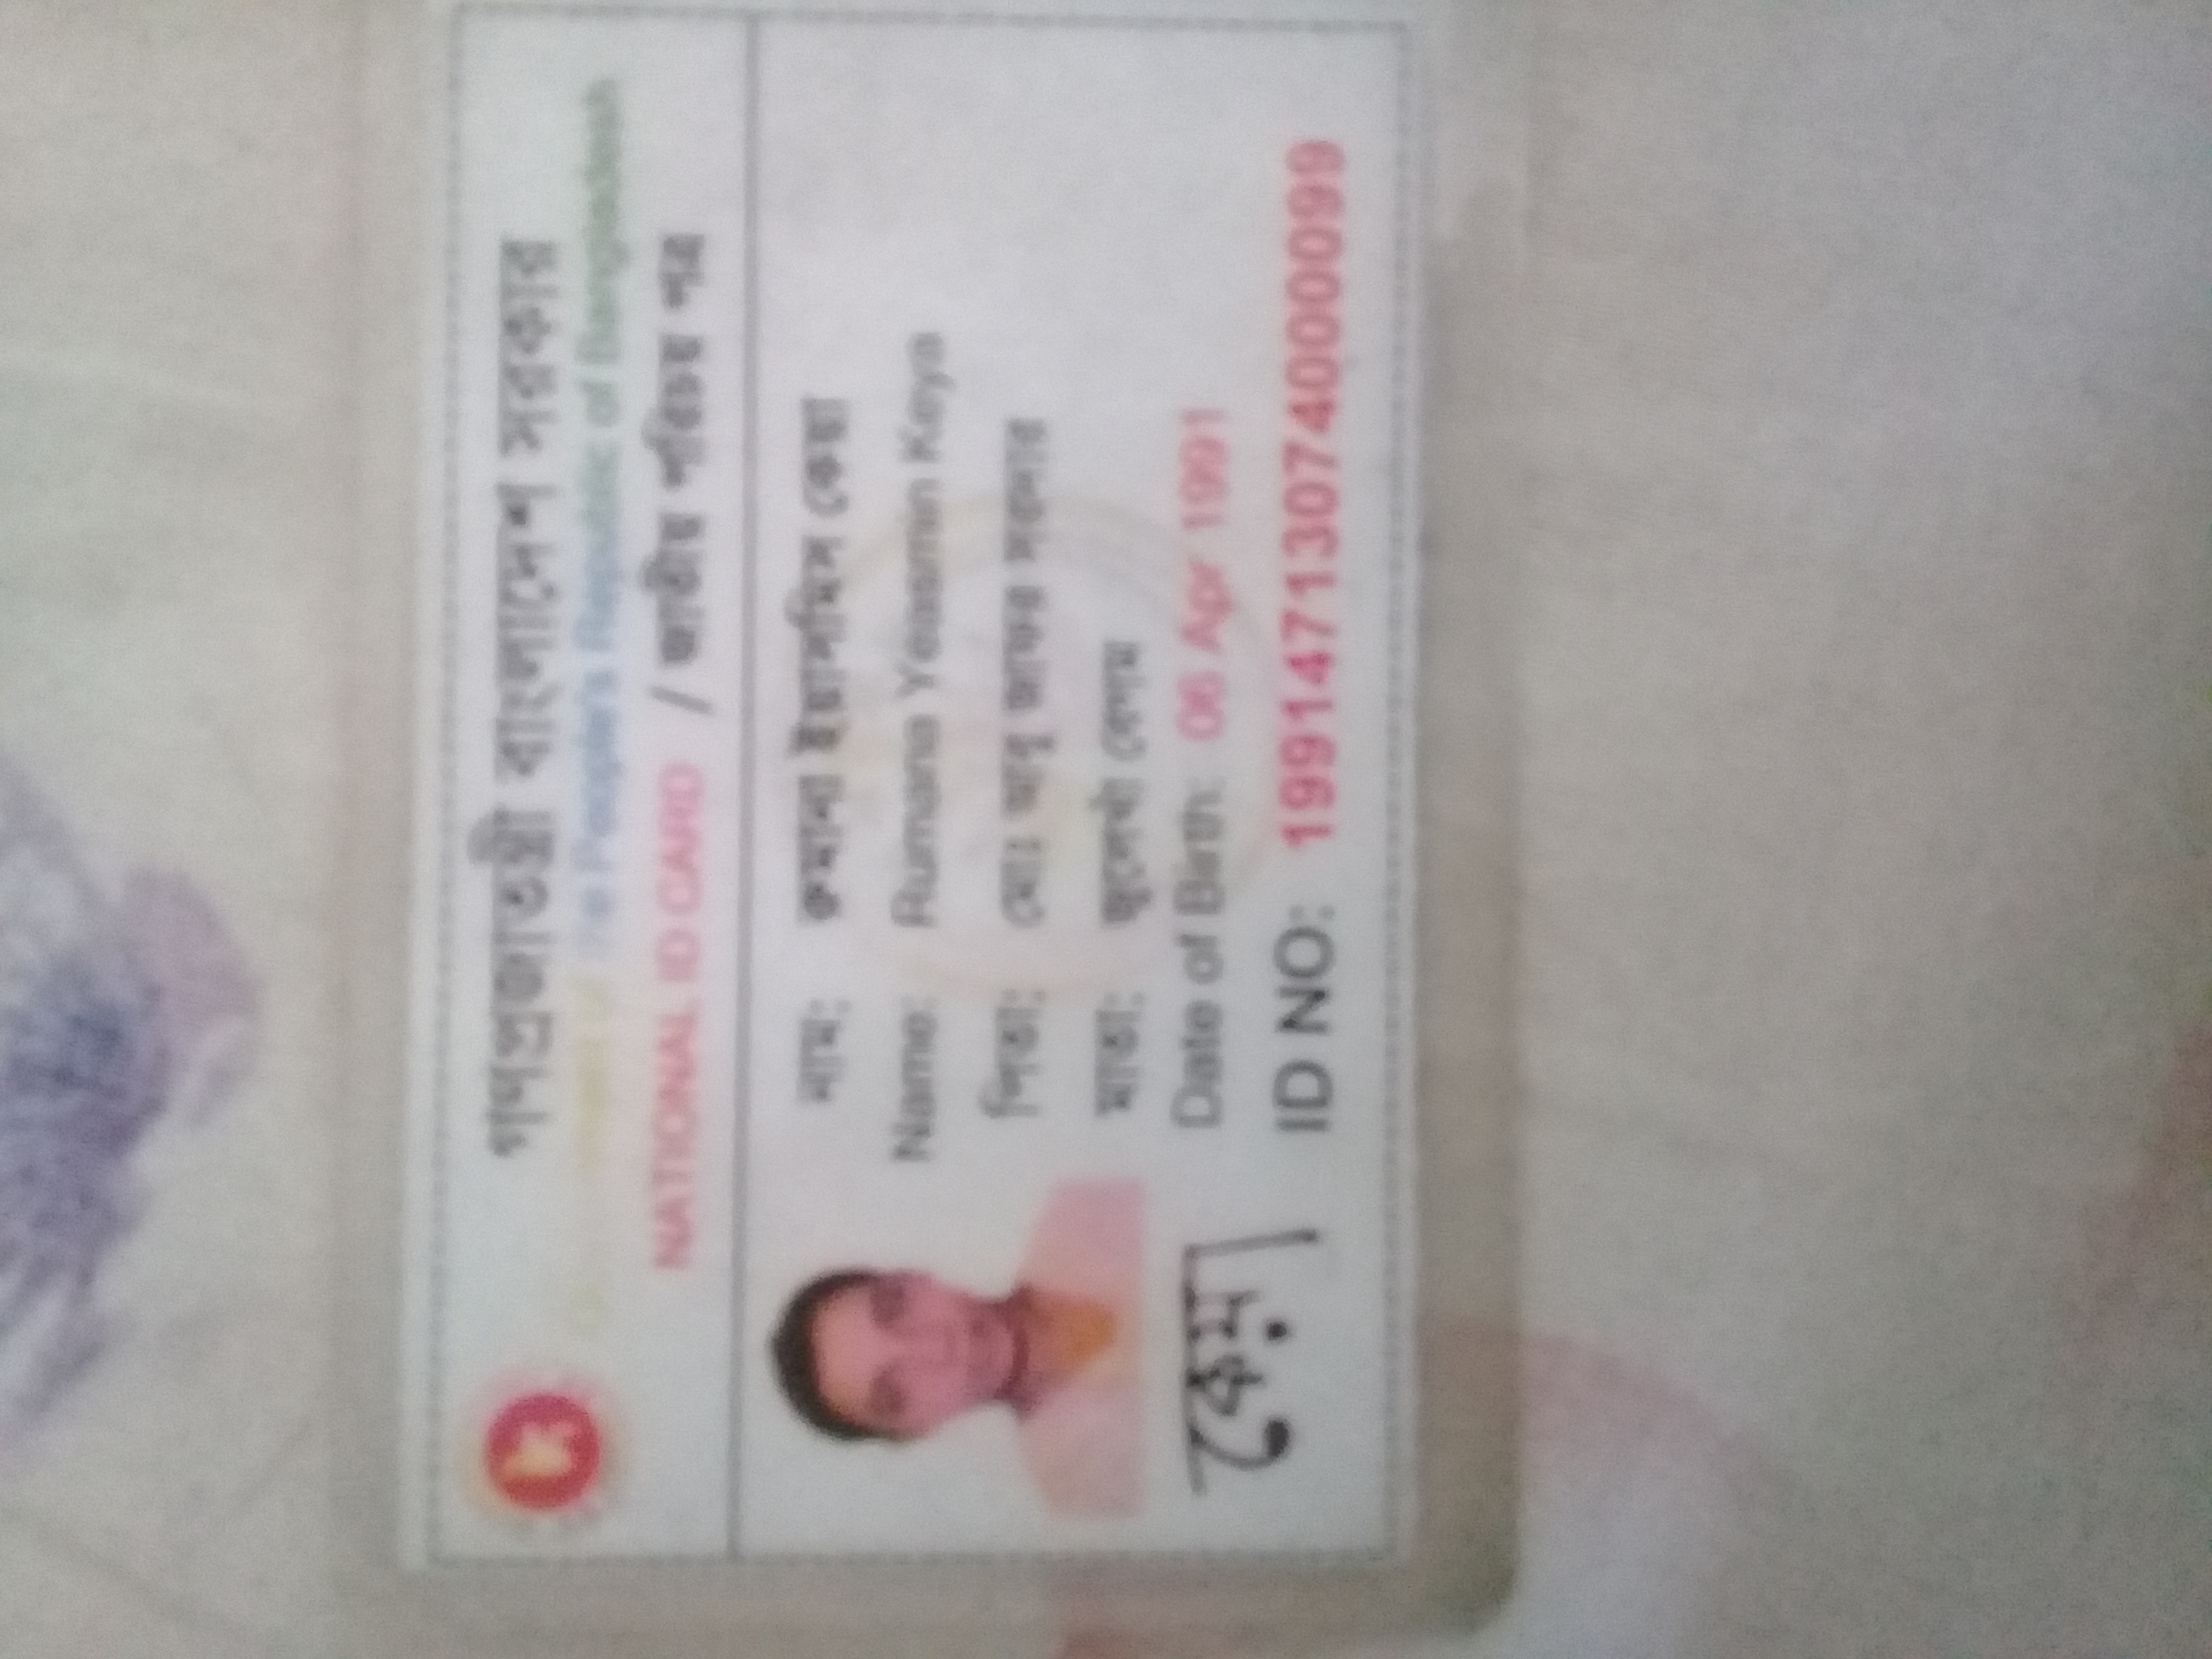 গণপ্রজাতন্ত্রী বাংলাদেশ সরকার
Government of the People's Republic of Bangladesh
NATIONAL ID CARD / জাতীয় পরিচয় পত্র
নাম: রুমানা ইয়াসমিস কেয়া
Name: Rumana Yeasmin Keya
পিতা: মোঃ আবু জাফর সরদার
মাতা: জুলেখা বেগম
Date of Birth: 06 Apr 1991
কেয়া
ID NO: 19914713074000099